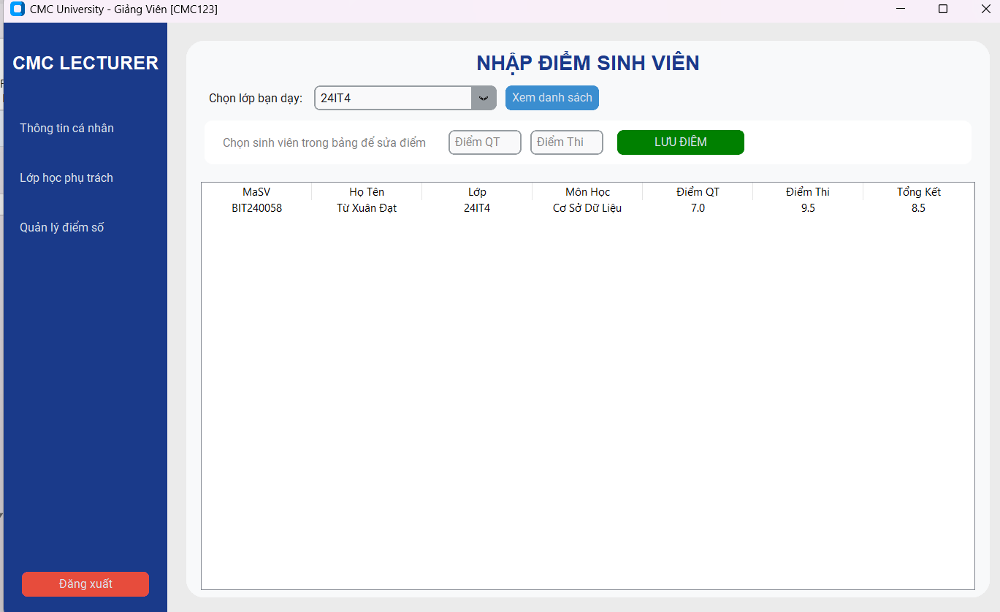 CMC University - Giảng Viên [CMC123]
CMC LECTURER
Thông tin cá nhân
Lớp học phụ trách
Quản lý điểm số
Đăng xuất
NHẬP ĐIỂM SINH VIÊN
Chọn lớp bạn dạy: 24IT4 Xem danh sách
Chọn sinh viên trong bảng để sửa điểm Điểm QT Điểm Thi LƯU ĐIỂM
MaSV Họ Tên Lớp Môn Học Điểm QT Điểm Thi Tổng Kết
BIT240058 Từ Xuân Đạt 24IT4 Cơ Sở Dữ Liệu 7.0 9.5 8.5